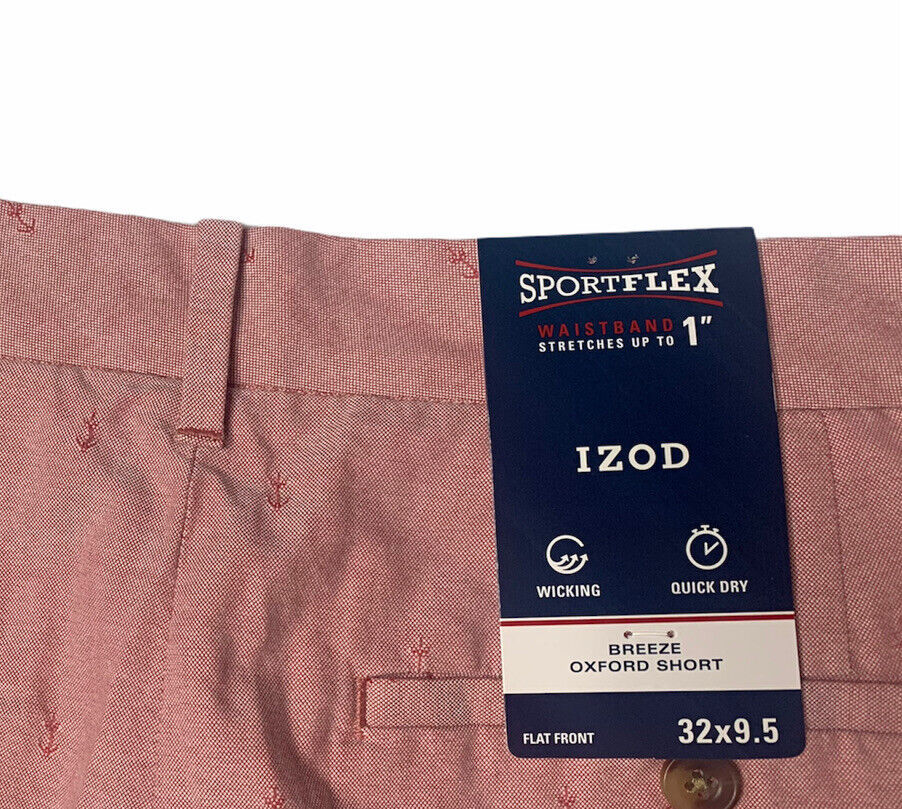 SPORTFLEX
WAISTBAND
STRETCHES UP TO 1"
IZOD
WICKING
QUICK DRY
BREEZE
OXFORD SHORT
FLAT FRONT
32x9.5